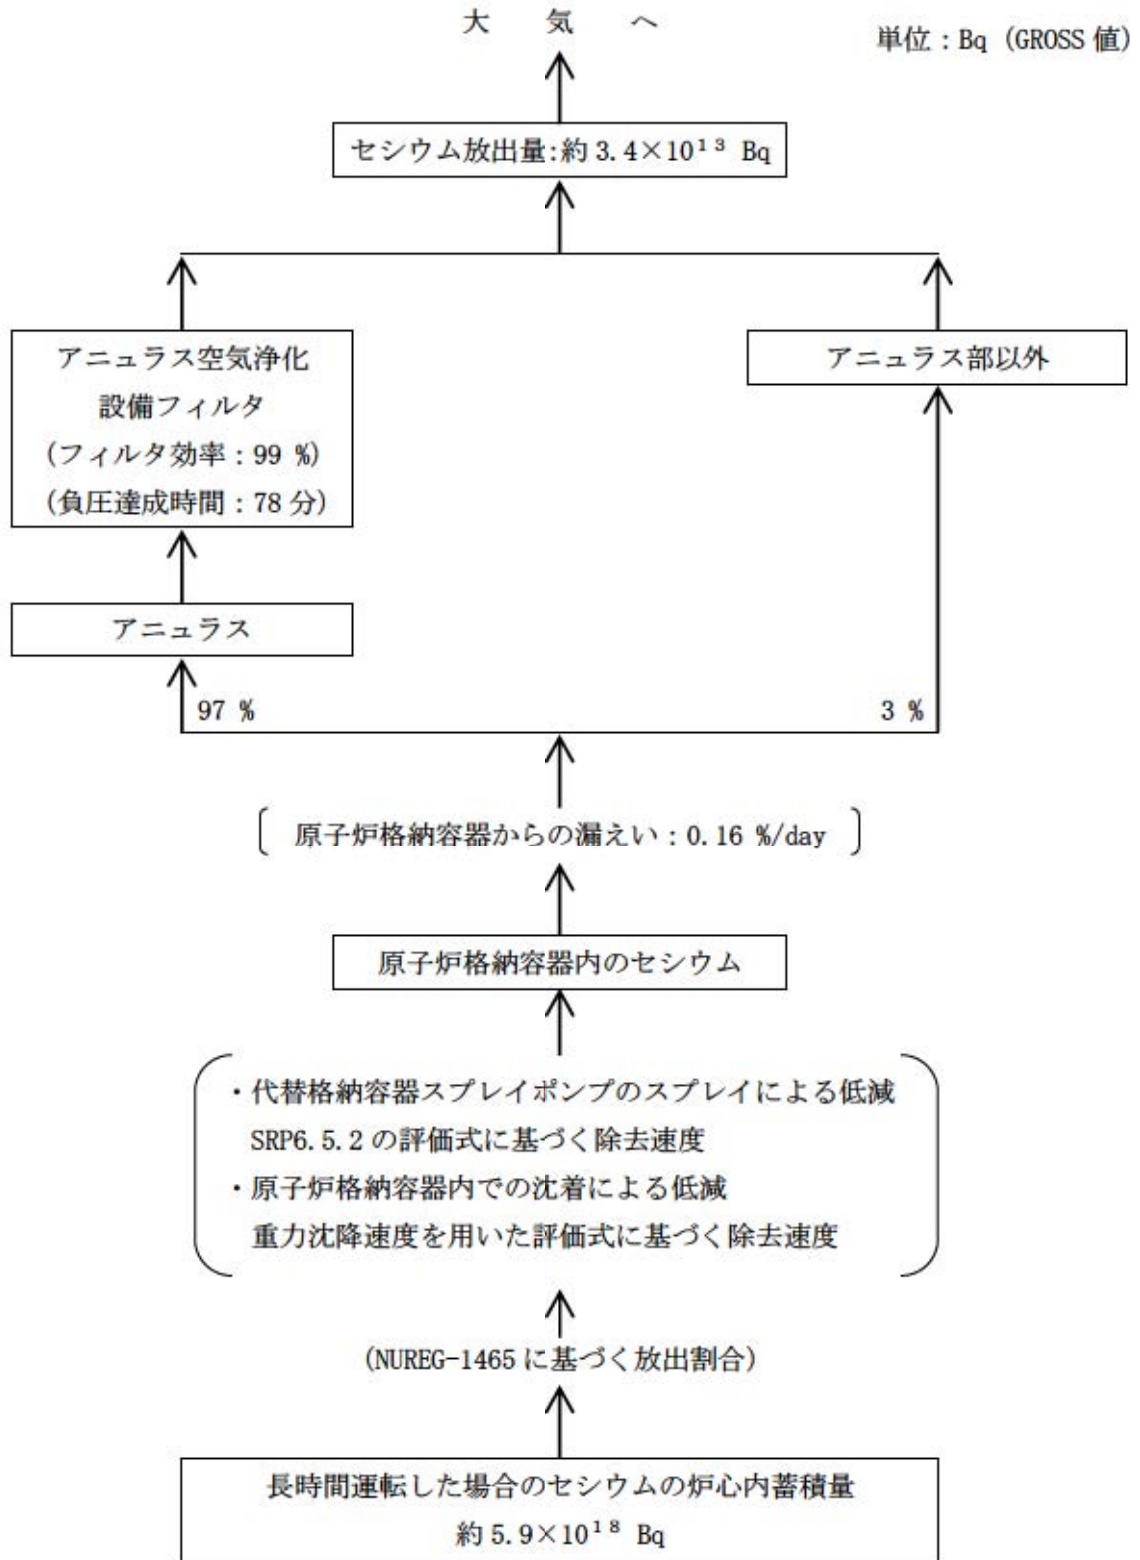 大 気 へ
単位：Bq (GROSS 値)
セシウム放出量：約 3.4×10¹³ Bq
アニュラス空気浄化
設備フィルタ
(フィルタ効率：99 %)
(負圧達成時間：78 分)
アニュラス部以外
アニュラス
97 %
3 %
〔 原子炉格納容器からの漏えい：0.16 %/day 〕
原子炉格納容器内のセシウム
・代替格納容器スプレイポンプのスプレイによる低減
SRP6.5.2 の評価式に基づく除去速度
・原子炉格納容器内での沈着による低減
重力沈降速度を用いた評価式に基づく除去速度
(NUREG-1465 に基づく放出割合)
長時間運転した場合のセシウムの炉心内蓄積量
約 5.9×10¹⁸ Bq